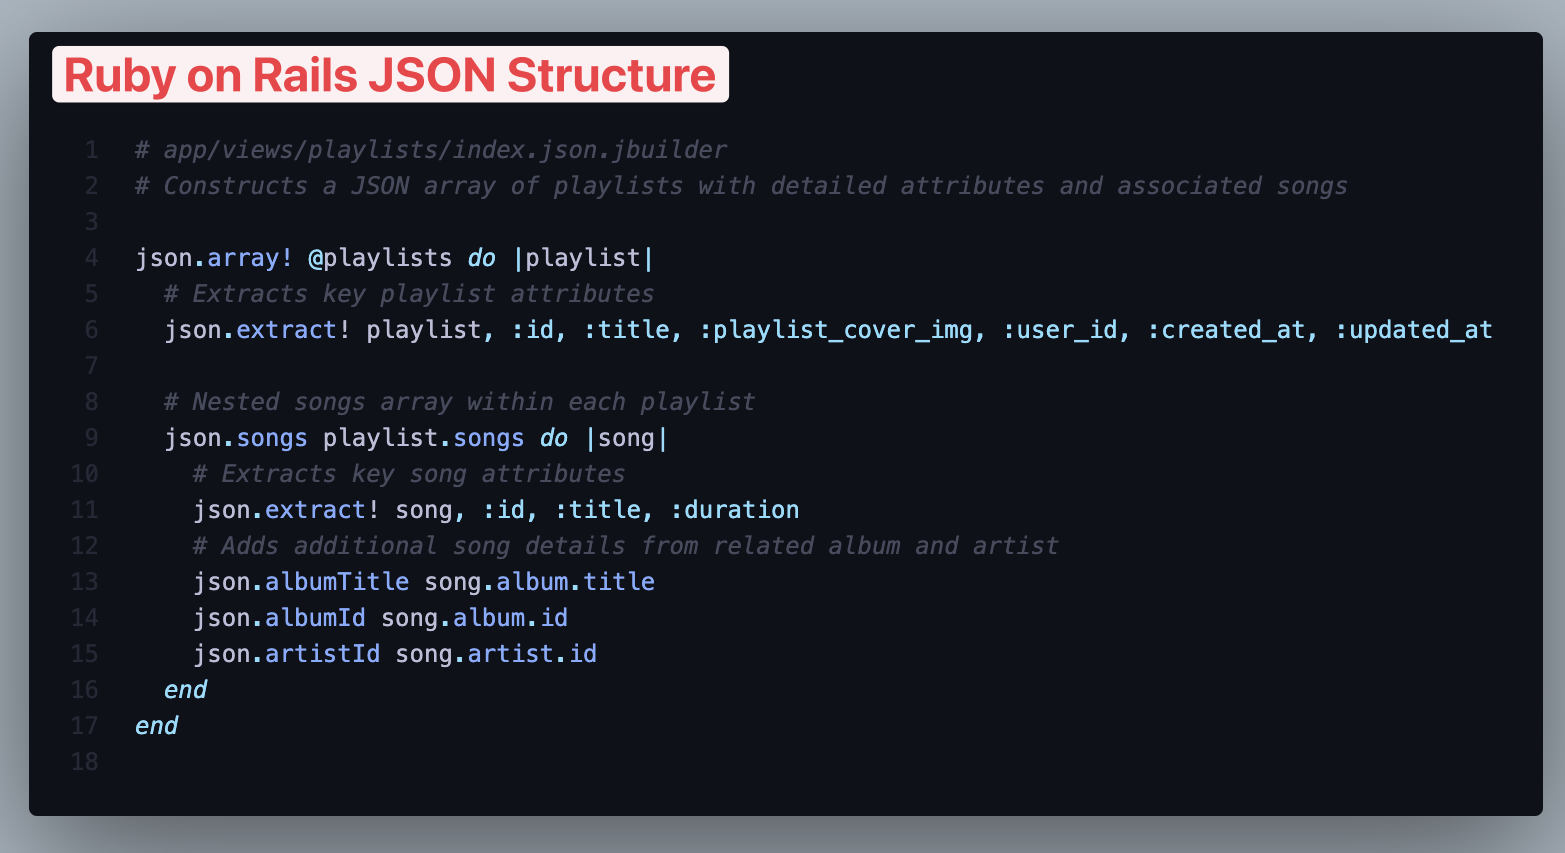 Ruby on Rails JSON Structure
1 # app/views/playlists/index.json.jbuilder
2 # Constructs a JSON array of playlists with detailed attributes and associated songs
3
4 json.array! @playlists do |playlist|
5 # Extracts key playlist attributes
6 json.extract! playlist, :id, :title, :playlist_cover_img, :user_id, :created_at, :updated_at
7
8 # Nested songs array within each playlist
9 json.songs playlist.songs do |song|
10 # Extracts key song attributes
11 json.extract! song, :id, :title, :duration
12 # Adds additional song details from related album and artist
13 json.albumTitle song.album.title
14 json.albumId song.album.id
15 json.artistId song.artist.id
16 end
17 end
18